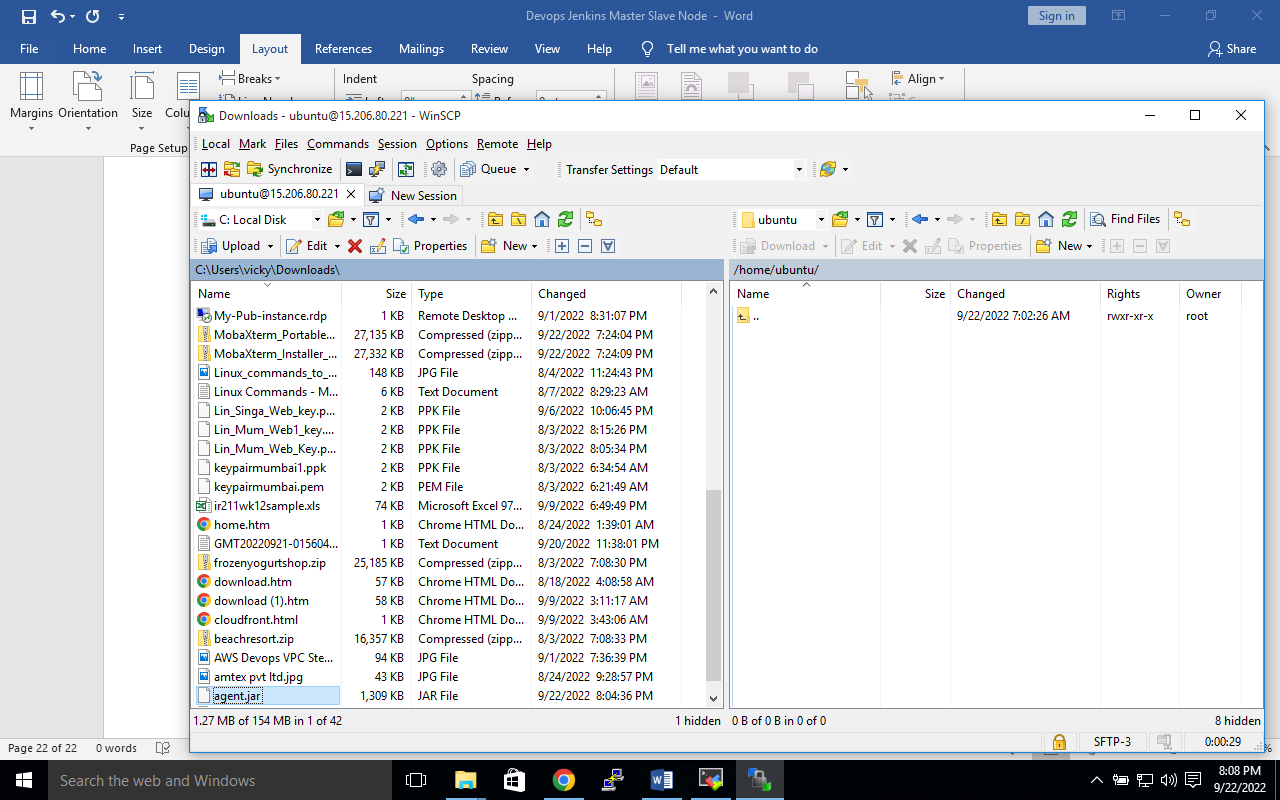 Devops Jenkins Master Slave Node - Word
Sign in
File Home Insert Design Layout References Mailings Review View Help Tell me what you want to do Share
Margins Orientation Size Breaks Indent Spacing Align
Page Setup
Downloads - ubuntu@15.206.80.221 - WinSCP
Local Mark Files Commands Session Options Remote Help
Synchronize Queue Transfer Settings Default
ubuntu@15.206.80.221 New Session
C: Local Disk ubuntu Find Files
Upload Edit Properties New Download Edit Properties New
C:\Users\vicky\Downloads\ /home/ubuntu/
Name Size Type Changed Name Size Changed Rights Owner
My-Pub-instance.rdp 1 KB Remote Desktop ... 9/1/2022 8:31:07 PM .. 9/22/2022 7:02:26 AM rwxr-xr-x root
MobaXterm_Portable... 27,135 KB Compressed (zipp... 9/22/2022 7:24:04 PM
MobaXterm_Installer_... 27,332 KB Compressed (zipp... 9/22/2022 7:24:09 PM
Linux_commands_to_... 148 KB JPG File 8/4/2022 11:24:43 PM
Linux Commands - M... 6 KB Text Document 8/7/2022 8:29:23 AM
Lin_Singa_Web_key.p... 2 KB PPK File 9/6/2022 10:06:45 PM
Lin_Mum_Web1_key.... 2 KB PPK File 8/3/2022 8:15:26 PM
Lin_Mum_Web_Key.p... 2 KB PPK File 8/3/2022 8:05:34 PM
keypairmumbai1.ppk 2 KB PPK File 8/3/2022 6:34:54 AM
keypairmumbai.pem 2 KB PEM File 8/3/2022 6:21:49 AM
ir211wk12sample.xls 74 KB Microsoft Excel 97... 9/9/2022 6:49:49 PM
home.htm 1 KB Chrome HTML Do... 8/24/2022 1:39:01 AM
GMT20220921-015604... 1 KB Text Document 9/20/2022 11:38:01 PM
frozenyogurtshop.zip 25,185 KB Compressed (zipp... 8/3/2022 7:08:30 PM
download.htm 57 KB Chrome HTML Do... 8/18/2022 4:08:58 AM
download (1).htm 58 KB Chrome HTML Do... 9/9/2022 3:11:17 AM
cloudfront.html 1 KB Chrome HTML Do... 9/9/2022 3:43:06 AM
beachresort.zip 16,357 KB Compressed (zipp... 8/3/2022 7:08:33 PM
AWS Devops VPC Ste... 94 KB JPG File 9/1/2022 7:36:39 PM
amtex pvt ltd.jpg 43 KB JPG File 8/24/2022 9:28:57 PM
agent.jar 1,309 KB JAR File 9/22/2022 8:04:36 PM
1.27 MB of 154 MB in 1 of 42 1 hidden 0 B of 0 B in 0 of 0 8 hidden
SFTP-3 0:00:29
Page 22 of 22 0 words %
Search the web and Windows
8:08 PM
9/22/2022